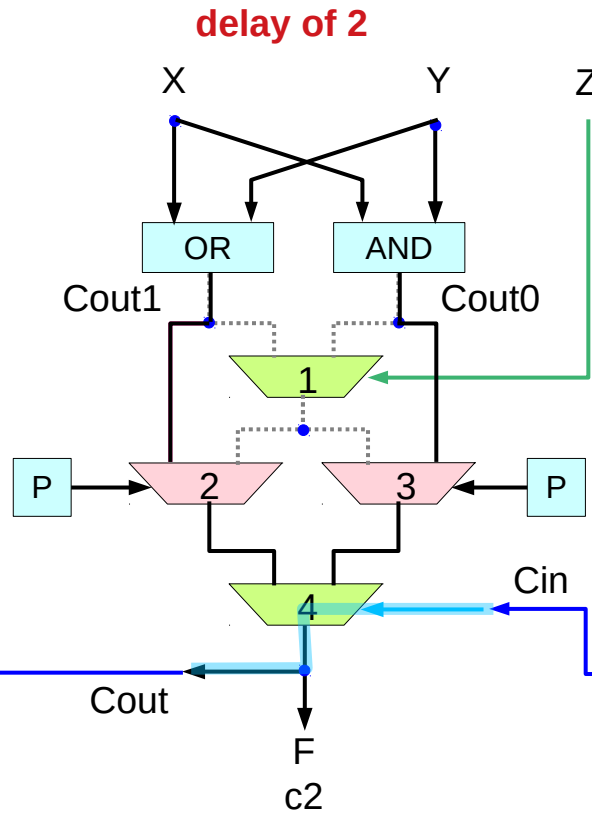 delay of 2
X Y Z
OR AND
Cout1 Cout0
1
P 2 3 P
Cin
4
Cout
F
c2